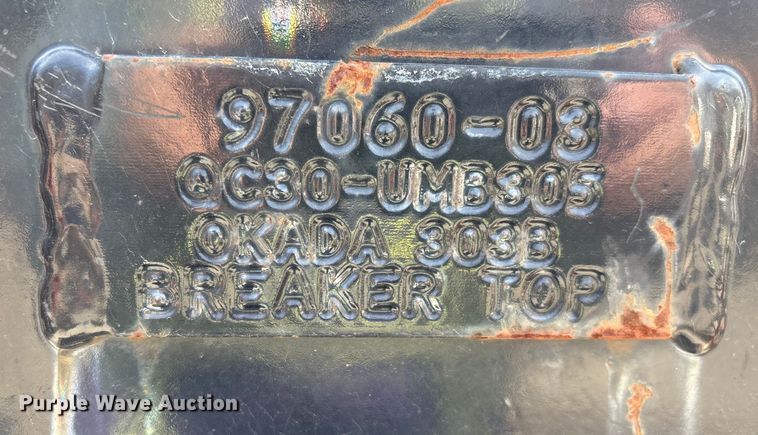 97060-03
QC30-UMB305
OKADA 303B
BREAKER TOP
Purple Wave Auction